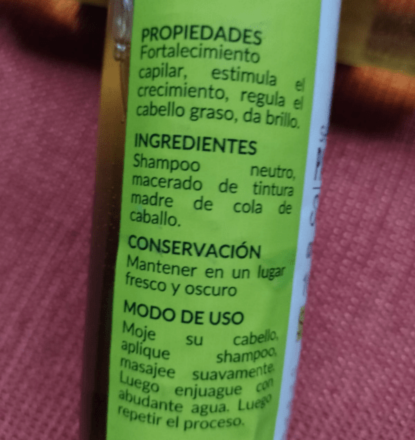 PROPIEDADES
Fortalecimiento
capilar, estimula el
crecimiento, regula el
cabello graso, da brillo.
INGREDIENTES
Shampoo neutro,
macerado de tintura
madre de cola de
caballo.
CONSERVACIÓN
Mantener en un lugar
fresco y oscuro
MODO DE USO
Moje su cabello,
aplique shampoo,
masajee suavemente.
Luego enjuague con
abudante agua. Luego
repetir el proceso.